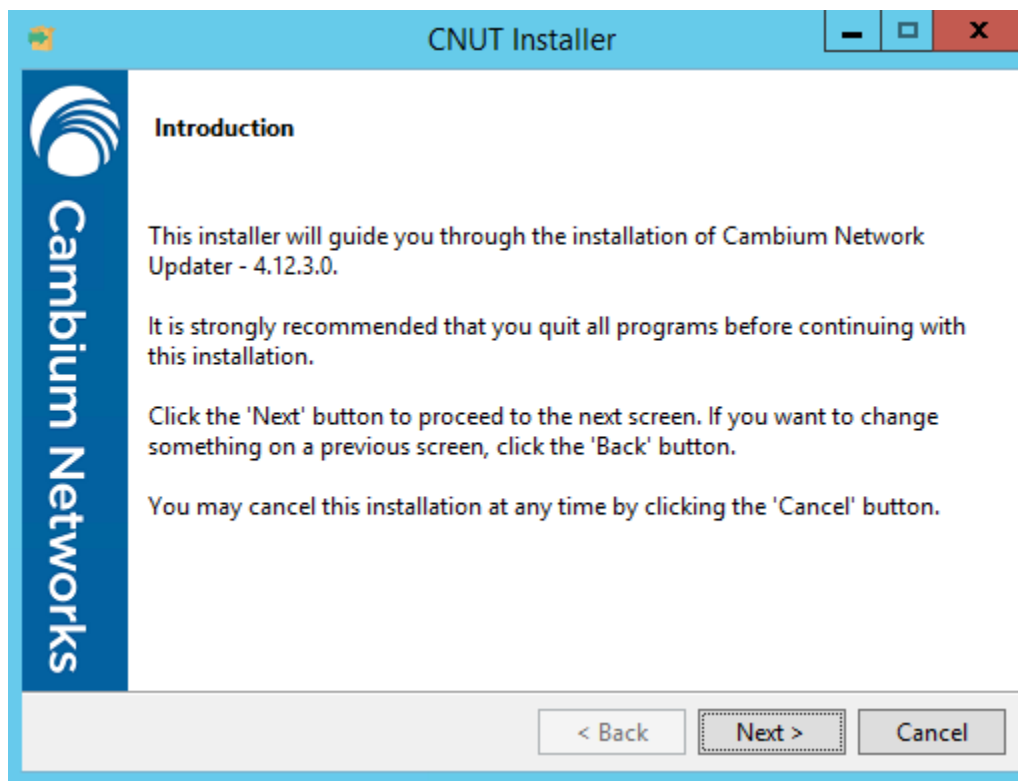 CNUT Installer
Cambium Networks
Introduction
This installer will guide you through the installation of Cambium Network
Updater - 4.12.3.0.
It is strongly recommended that you quit all programs before continuing with
this installation.
Click the 'Next' button to proceed to the next screen. If you want to change
something on a previous screen, click the 'Back' button.
You may cancel this installation at any time by clicking the 'Cancel' button.
< Back
Next >
Cancel